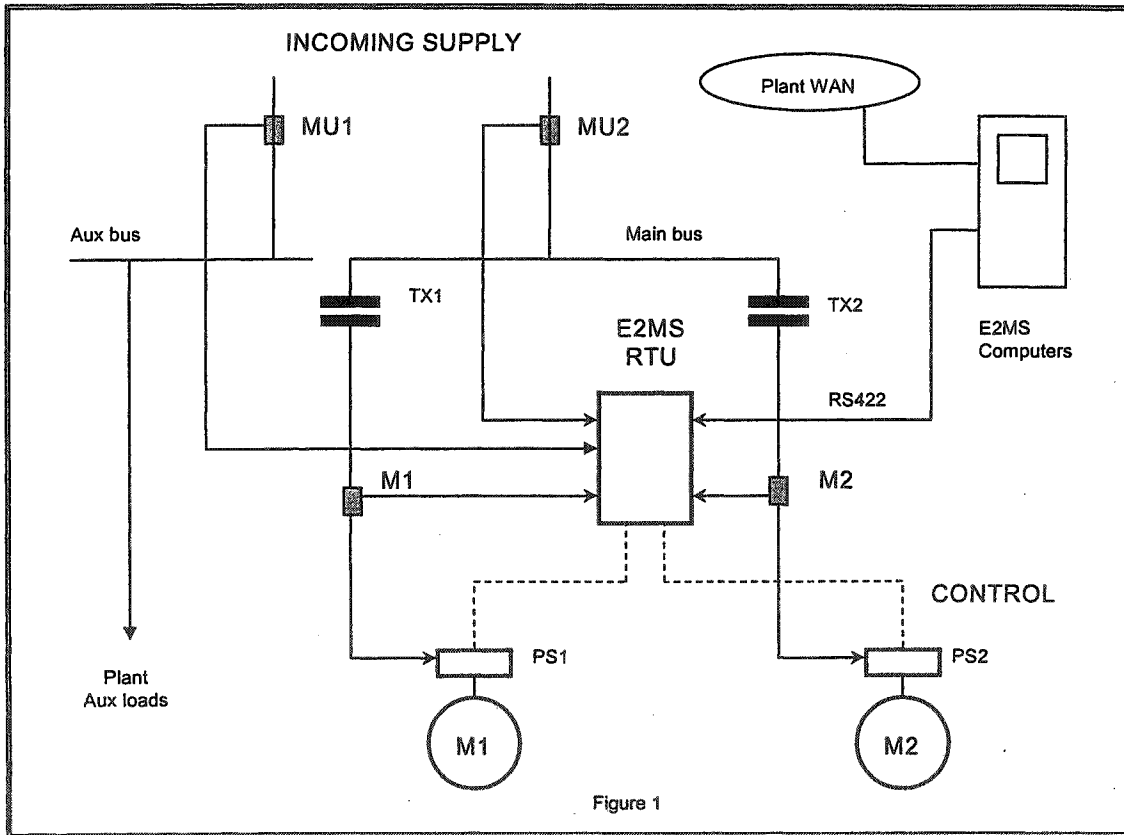 INCOMING SUPPLY
Plant WAN
MU1
MU2
Aux bus
Main bus
TX1
TX2
E2MS
RTU
E2MS
Computers
RS422
M1
M2
CONTROL
PS1
PS2
Plant
Aux loads
M1
M2
Figure 1